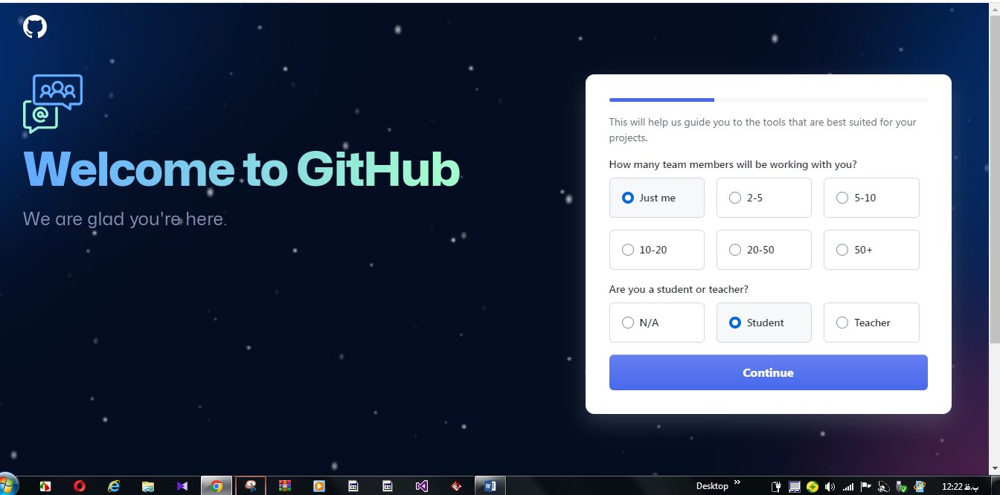 Welcome to GitHub
We are glad you're here.
This will help us guide you to the tools that are best suited for your
projects.
How many team members will be working with you?
Just me
2-5
5-10
10-20
20-50
50+
Are you a student or teacher?
N/A
Student
Teacher
Continue
Desktop
12:22 ب.ظ